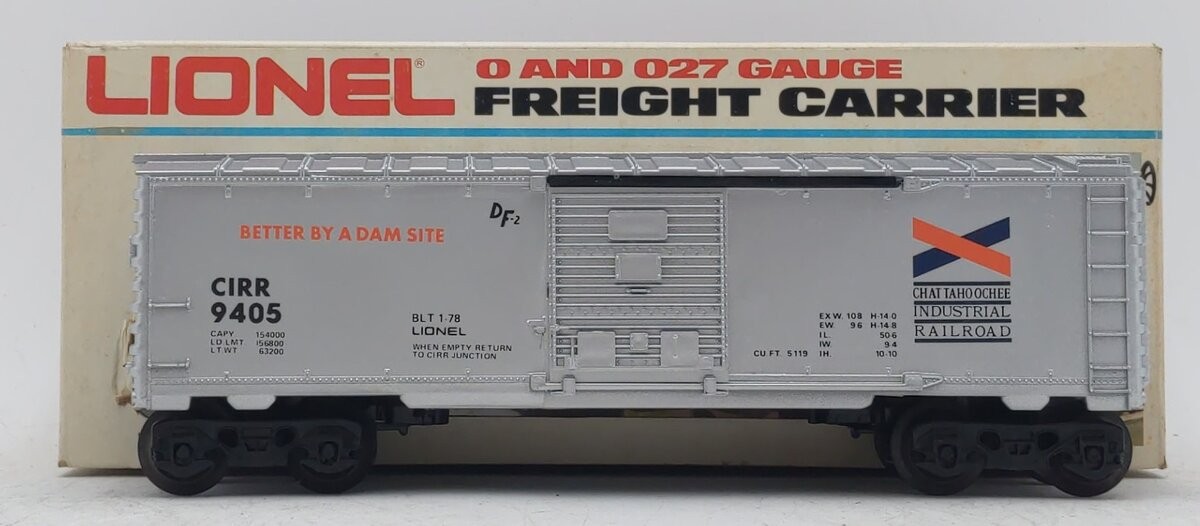 LIONEL®
O AND O27 GAUGE
FREIGHT CARRIER
BETTER BY A DAM SITE
DF-2
CIRR
9405
CAPY 154000
LD LMT 156800
LT WT 63200
BLT 1-78
LIONEL
WHEN EMPTY RETURN
TO CIRR JUNCTION
EX W. 10 8 H-14 0
EW. 9 6 H-14-8
IL. 50-6
IW. 9 4
CU.FT. 5119 IH. 10-10
CHATTAHOOCHEE
INDUSTRIAL
RAILROAD